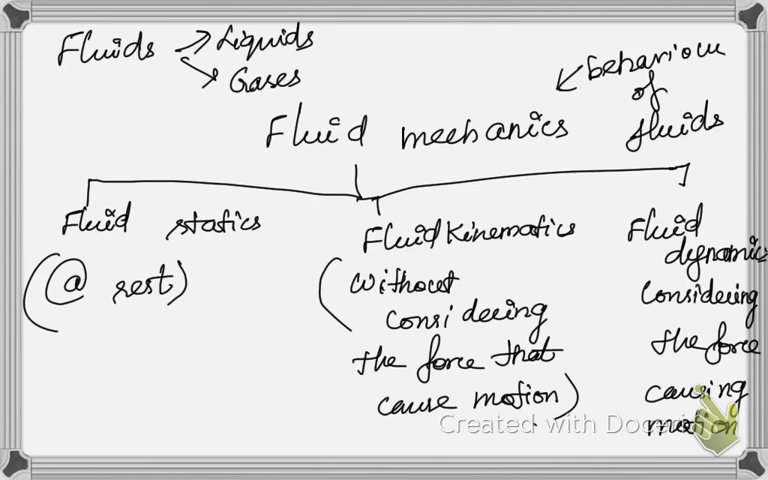 Fluids → Liquids
→ Gases
behaviour
of
fluids
Fluid mechanics
Fluid statics
(@ rest)
Fluid Kinematics
(without
considering
the force that
cause motion)
Fluid
dynamics
Considering
the force
causing
motion
Created with Doceri